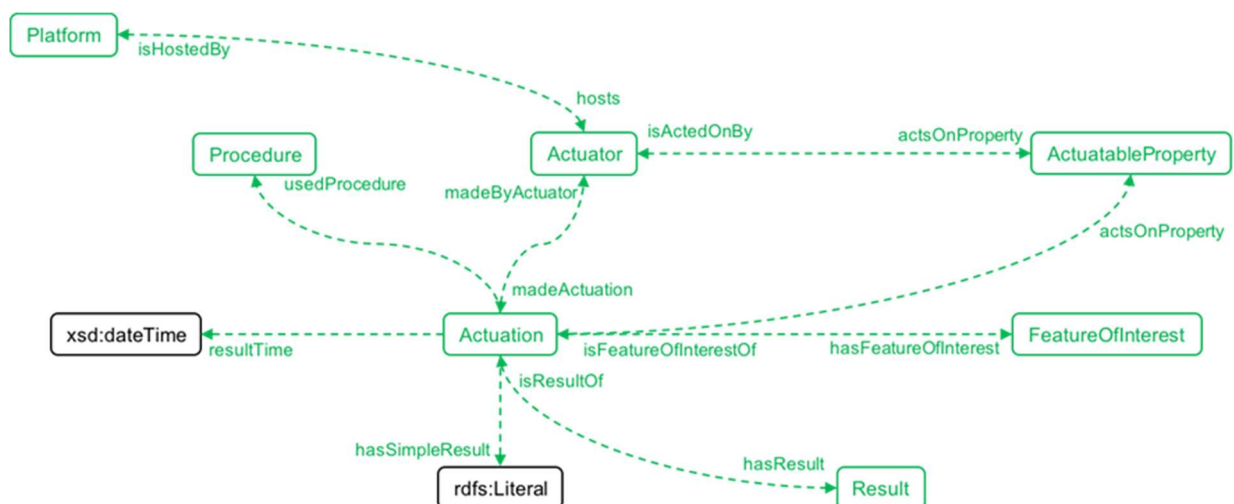 Platform
isHostedBy
hosts
isActedOnBy
actsOnProperty
Procedure
Actuator
ActuatableProperty
usedProcedure
madeByActuator
actsOnProperty
madeActuation
xsd:dateTime
Actuation
FeatureOfInterest
resultTime
isFeatureOfInterestOf
hasFeatureOfInterest
isResultOf
hasSimpleResult
hasResult
rdfs:Literal
Result